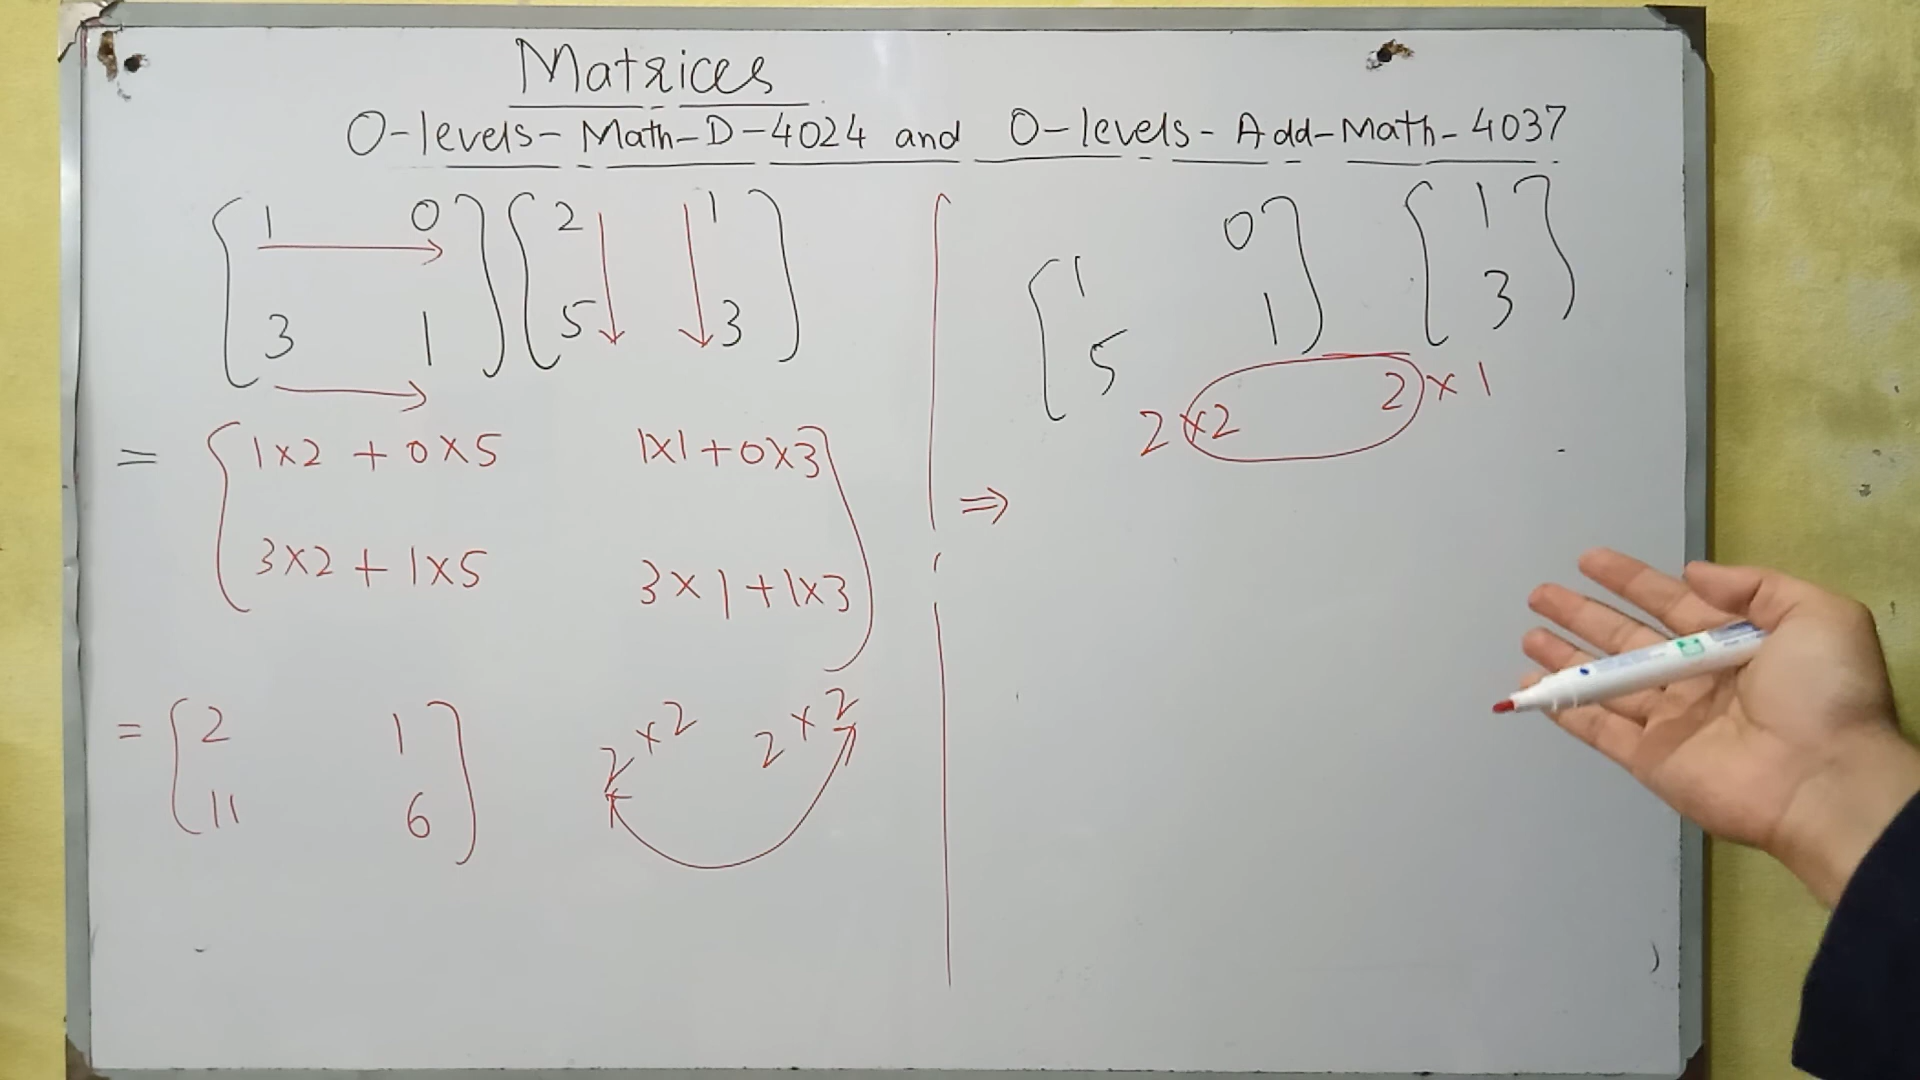 Matrices
O-levels-Math-D-4024 and O-levels-Add-Math-4037
1 0 2 1
3 1 5 3
= 1x2 + 0x5 1x1+0x3
3x2 + 1x5 3x1+1x3
= 2 1
11 6
2x2 2x2
0 1
1
1 3
5
2x2 2x1
⇒